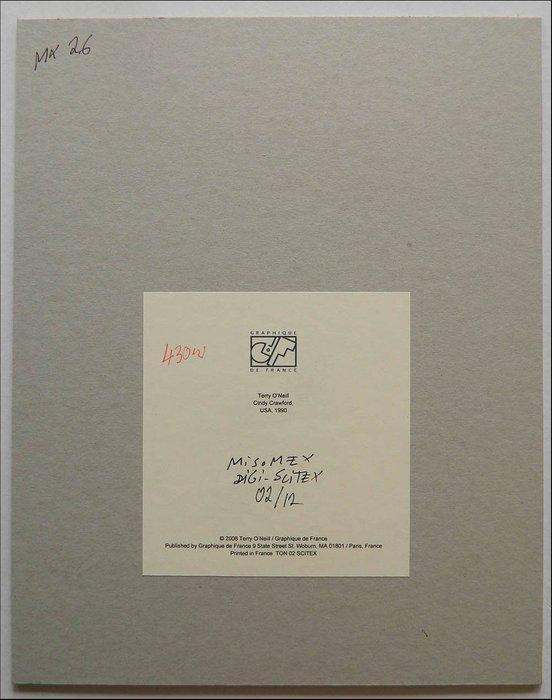 MX 26
GRAPHIQUE
GDF
DE FRANCE
430w
Terry O'Neill
Cindy Crawford,
USA, 1990
MisoMEX
DiGi-SCiTEX
02/12
© 2008 Terry O'Neill / Graphique de France
Published by Graphique de France 9 State Street St. Woburn, MA 01801 / Paris, France
Printed in France TON 02 SCITEX